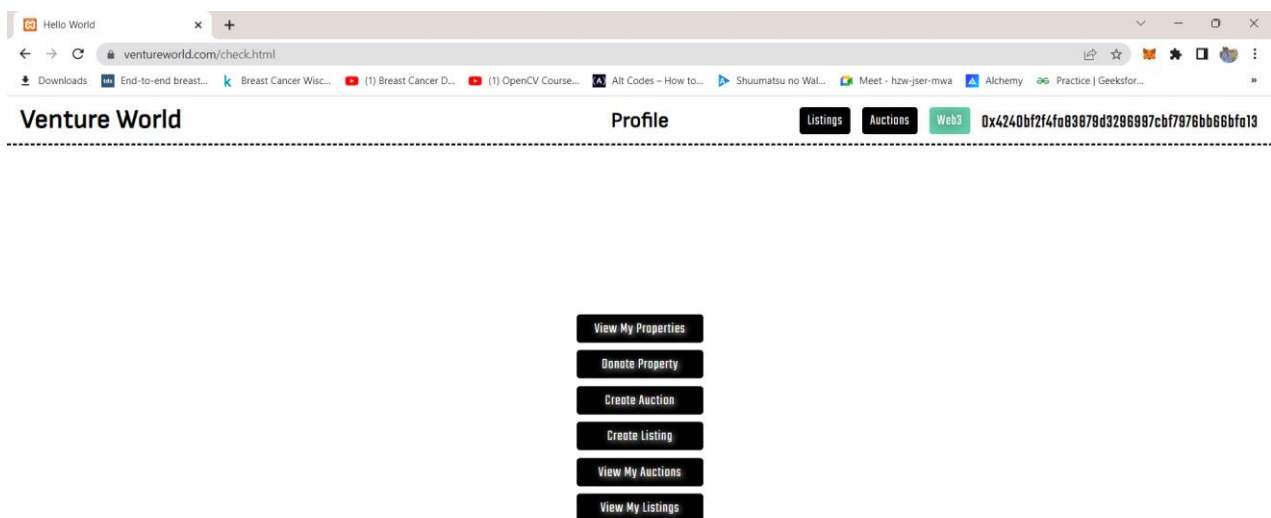 Hello World
ventureworld.com/check.html
Downloads End-to-end breast... Breast Cancer Wisc... (1) Breast Cancer D... (1) OpenCV Course... Alt Codes – How to... Shuumatsu no Wal... Meet - hzw-jser-mwa Alchemy Practice | Geeksfor... »
Venture World Profile Listings Auctions Web3 0x4240bf2f4fa83879d3296997cbf7976bb66bfa13
View My Properties
Donate Property
Create Auction
Create Listing
View My Auctions
View My Listings